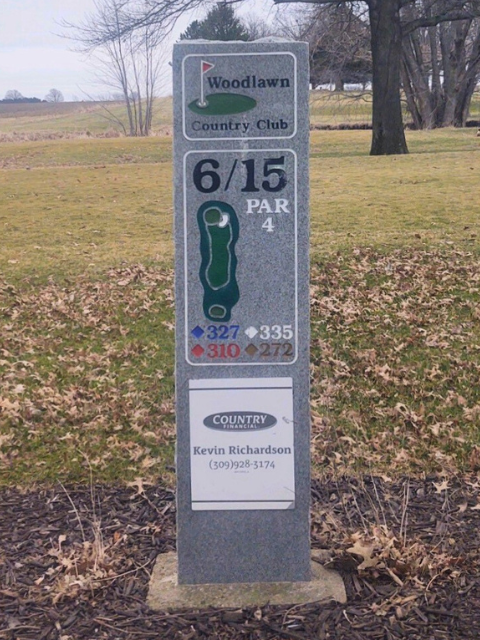 Woodlawn
Country Club
6/15
PAR
4
327 335
310 272
COUNTRY
FINANCIAL
Kevin Richardson
(309)928-3174